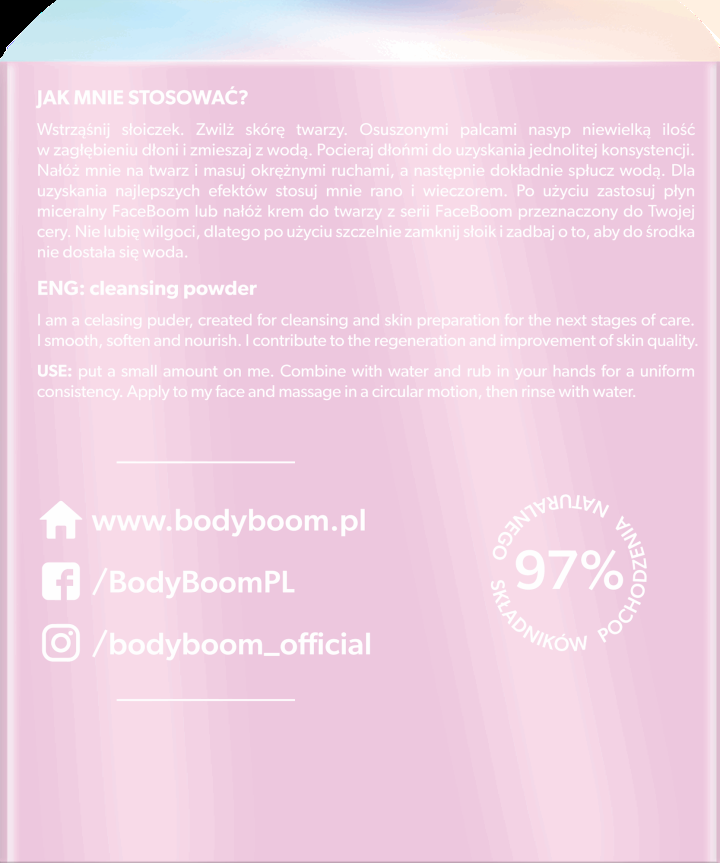 JAK MNIE STOSOWAĆ?
Wstrząśnij słoiczek. Zwilż skórę twarzy. Osuszonymi palcami nasyp niewielką ilość
w zagłębieniu dłoni i zmieszaj z wodą. Pocieraj dłońmi do uzyskania jednolitej konsystencji.
Nałóż mnie na twarz i masuj okrężnymi ruchami, a następnie dokładnie spłucz wodą. Dla
uzyskania najlepszych efektów stosuj mnie rano i wieczorem. Po użyciu zastosuj płyn
miceralny FaceBoom lub nałóż krem do twarzy z serii FaceBoom przeznaczony do Twojej
cery. Nie lubię wilgoci, dlatego po użyciu szczelnie zamknij słoik i zadbaj o to, aby do środka
nie dostała się woda.
ENG: cleansing powder
I am a celasing puder, created for cleansing and skin preparation for the next stages of care.
I smooth, soften and nourish. I contribute to the regeneration and improvement of skin quality.
USE: put a small amount on me. Combine with water and rub in your hands for a uniform
consistency. Apply to my face and massage in a circular motion, then rinse with water.
www.bodyboom.pl
/BodyBoomPL
/bodyboom_official
97%
SKŁADNIKÓW POCHODZENIA NATURALNEGO